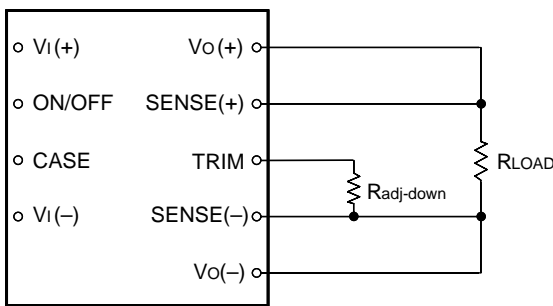 VI(+)
VO(+)
ON/OFF
SENSE(+)
CASE
TRIM
RLOAD
Radj-down
VI(–)
SENSE(–)
VO(–)